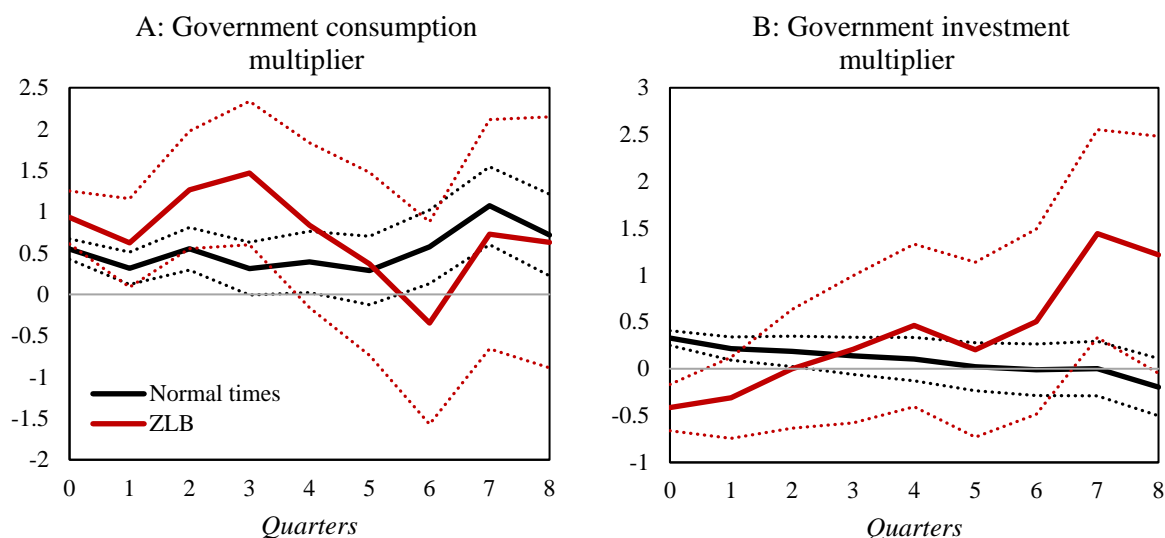 A: Government consumption
multiplier
2.5
2
1.5
1
0.5
0
-0.5
-1
-1.5
-2
Normal times
ZLB
0 1 2 3 4 5 6 7 8
Quarters
B: Government investment
multiplier
3
2.5
2
1.5
1
0.5
0
-0.5
-1
0 1 2 3 4 5 6 7 8
Quarters